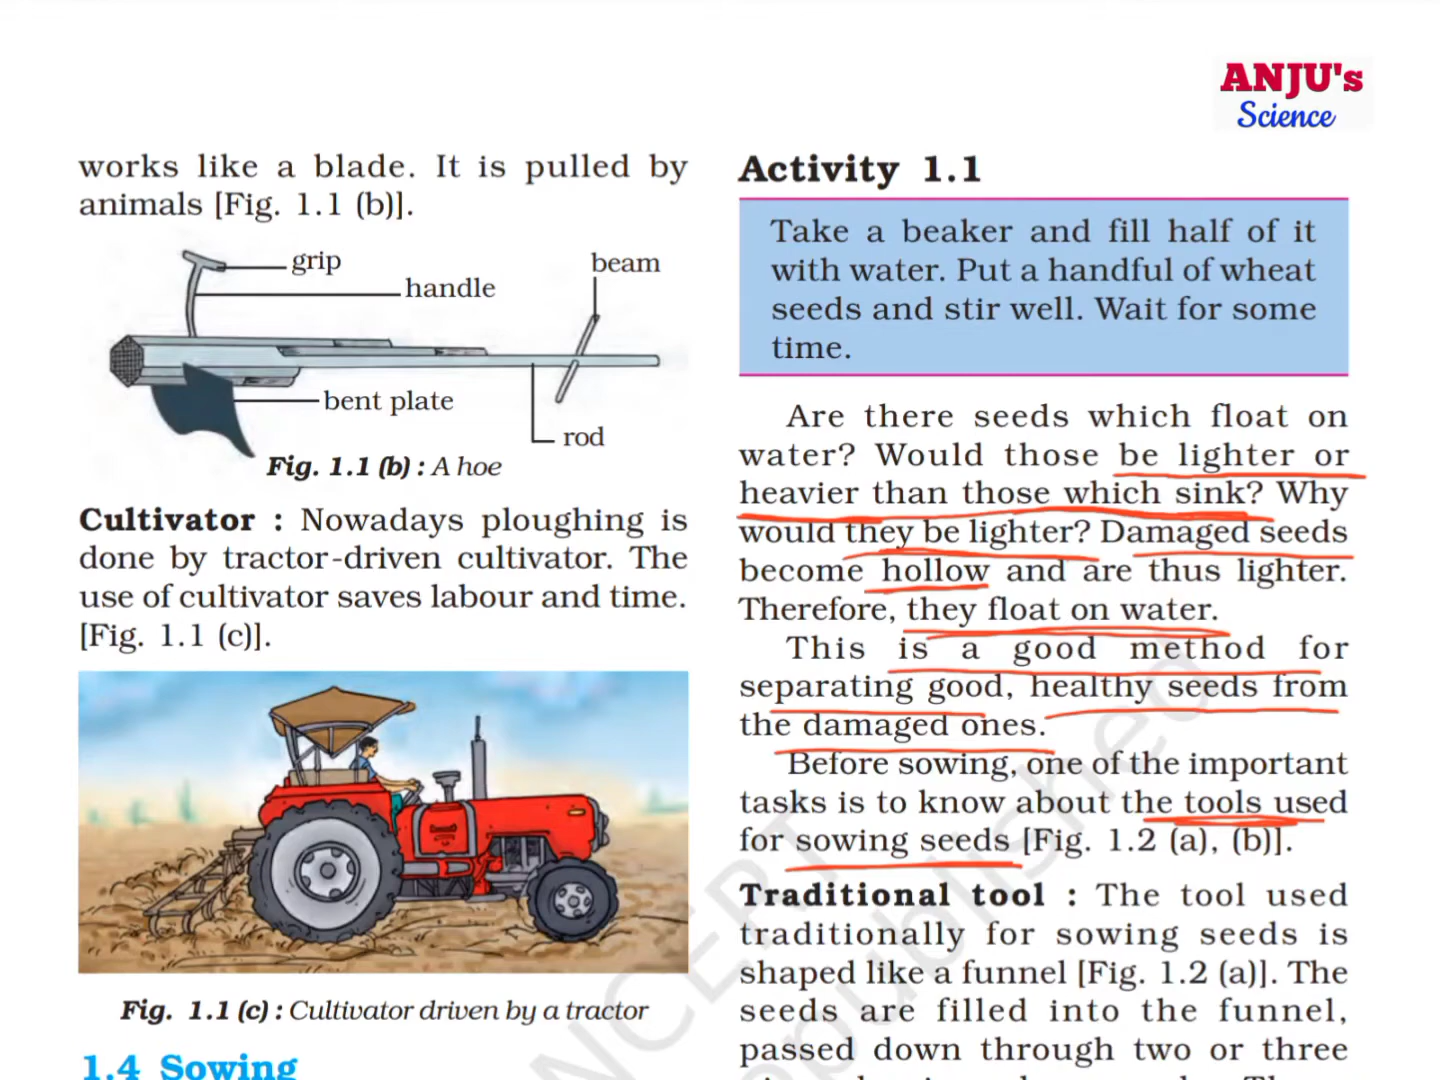 ANJU's
Science
works like a blade. It is pulled by
animals [Fig. 1.1 (b)].
grip
handle
beam
bent plate
rod
Fig. 1.1 (b) : A hoe
Cultivator : Nowadays ploughing is
done by tractor-driven cultivator. The
use of cultivator saves labour and time.
[Fig. 1.1 (c)].
Fig. 1.1 (c) : Cultivator driven by a tractor
1.4 Sowing
Activity 1.1
Take a beaker and fill half of it
with water. Put a handful of wheat
seeds and stir well. Wait for some
time.
Are there seeds which float on
water? Would those be lighter or
heavier than those which sink? Why
would they be lighter? Damaged seeds
become hollow and are thus lighter.
Therefore, they float on water.
This is a good method for
separating good, healthy seeds from
the damaged ones.
Before sowing, one of the important
tasks is to know about the tools used
for sowing seeds [Fig. 1.2 (a), (b)].
Traditional tool : The tool used
traditionally for sowing seeds is
shaped like a funnel [Fig. 1.2 (a)]. The
seeds are filled into the funnel,
passed down through two or three